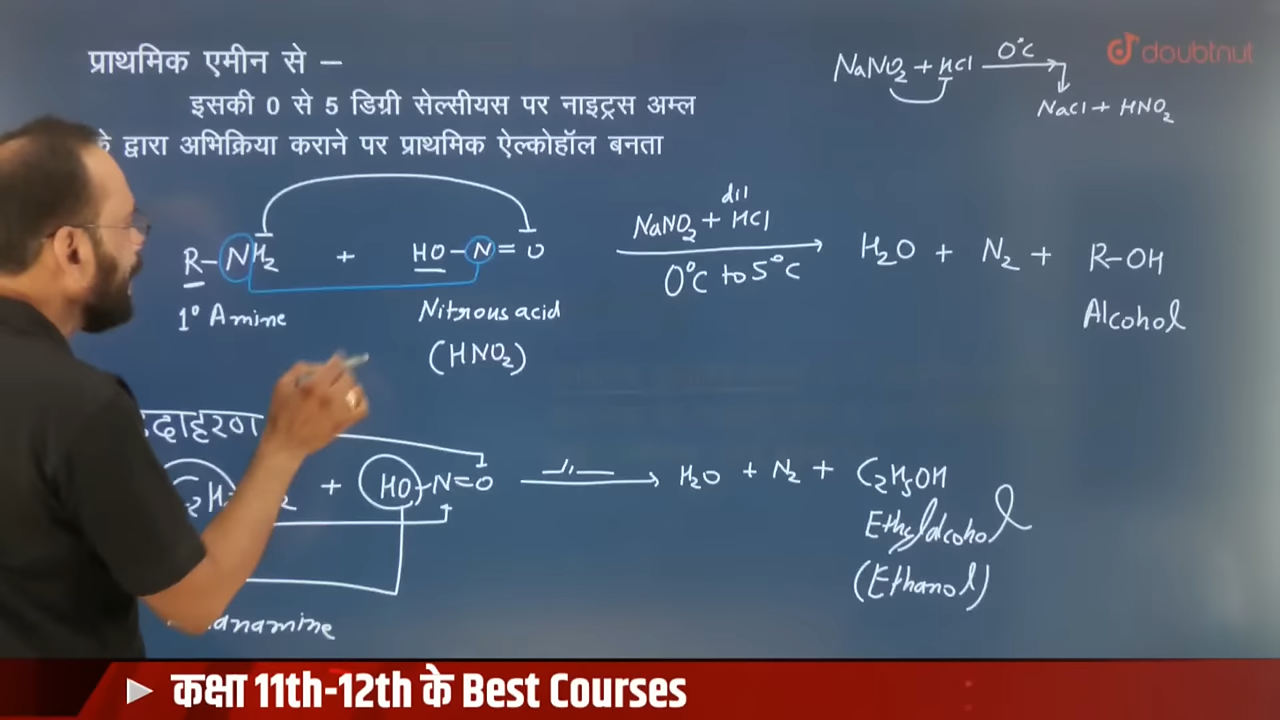 प्राथमिक एमीन से –
NaNO₂ + HCl 0°C
doubtnut
इसकी 0 से 5 डिग्री सेल्सीयस पर नाइट्रस अम्ल
NaCl + HNO₂
द्वारा अभिक्रिया कराने पर प्राथमिक ऐल्कोहॉल बनता
R–NH₂ + HO–N=O NaNO₂ + dil HCl 0°C to 5°C H₂O + N₂ + R–OH
1° Amine Nitrous acid Alcohol
(HNO₂)
+ HO–N=O H₂O + N₂ + C₂H₅OH
Ethylalcohol
(Ethanol)
कक्षा 11th-12th के Best Courses